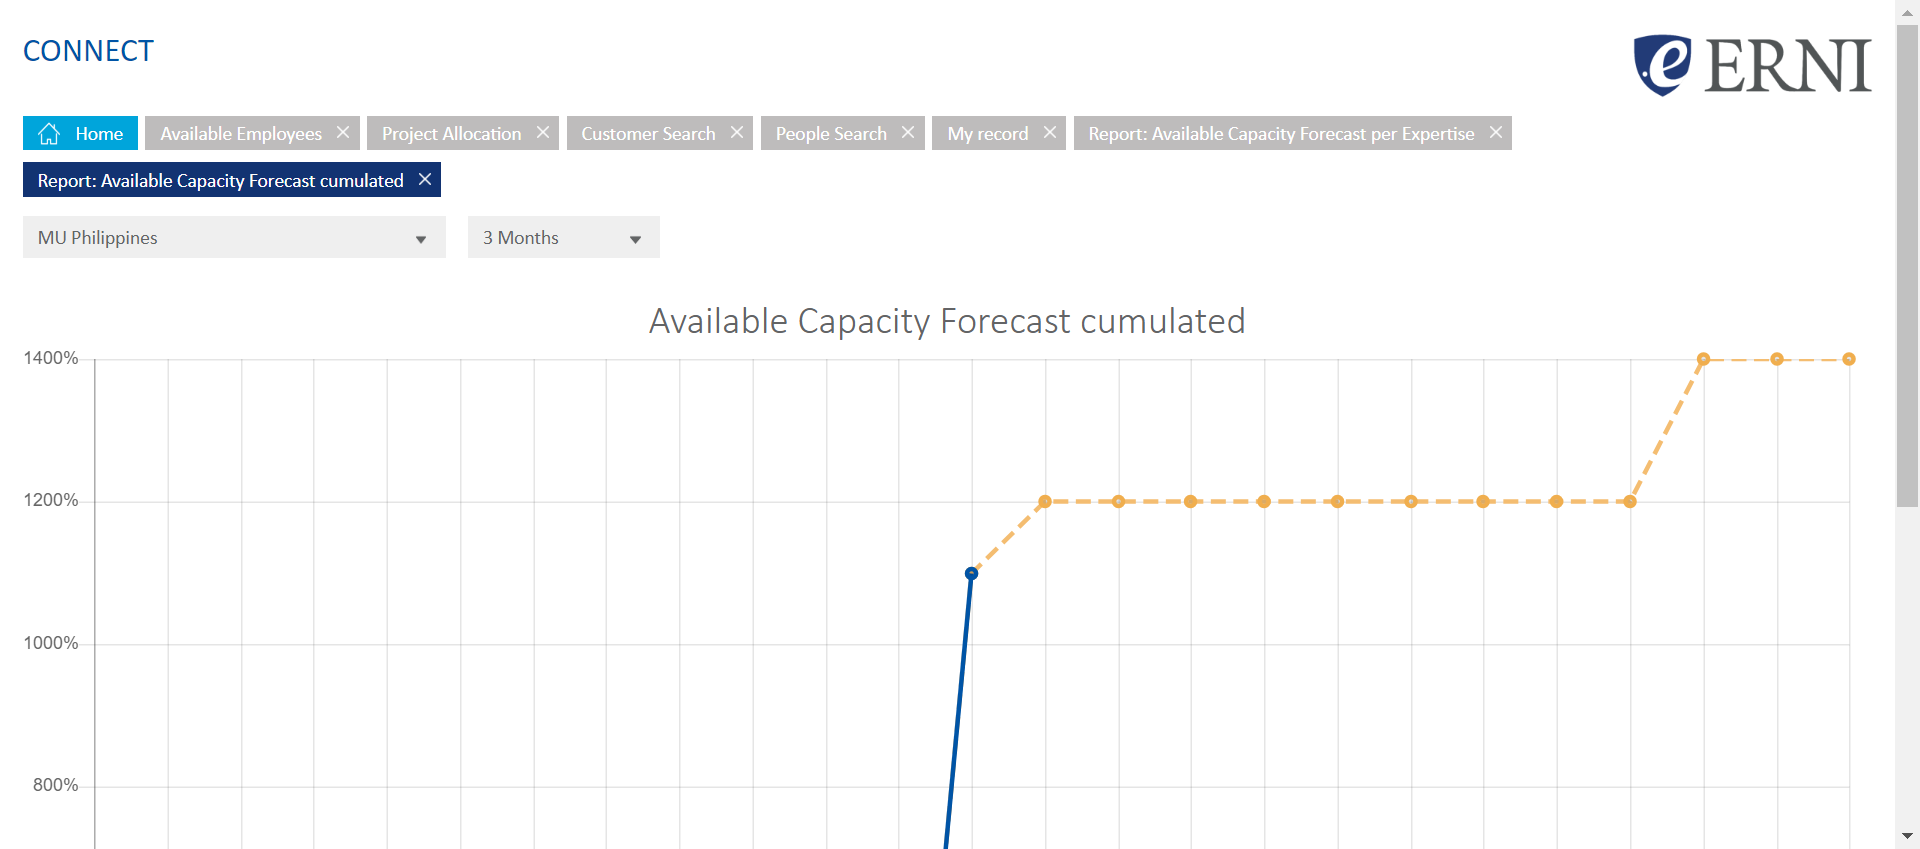 CONNECT
e ERNI
Home
Available Employees
Project Allocation
Customer Search
People Search
My record
Report: Available Capacity Forecast per Expertise
Report: Available Capacity Forecast cumulated
MU Philippines
3 Months
Available Capacity Forecast cumulated
1400%
1200%
1000%
800%